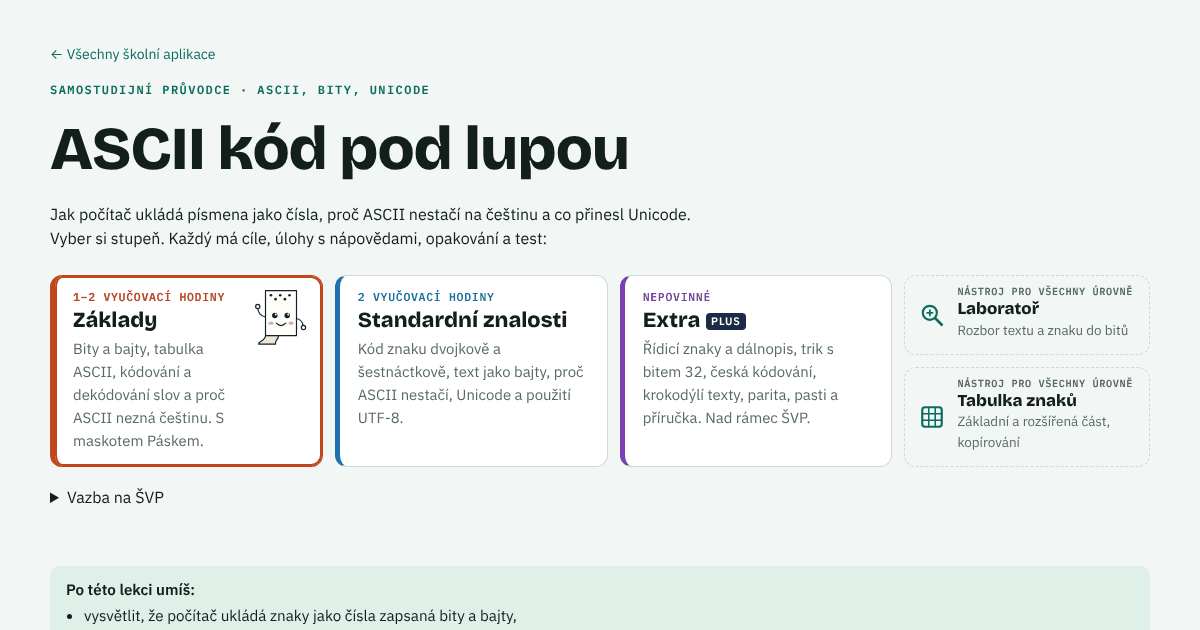 ← Všechny školní aplikace
SAMOSTUDIJNÍ PRŮVODCE · ASCII, BITY, UNICODE
ASCII kód pod lupou
Jak počítač ukládá písmena jako čísla, proč ASCII nestačí na češtinu a co přinesl Unicode.
Vyber si stupeň. Každý má cíle, úlohy s nápovědami, opakování a test:
1–2 VYUČOVACÍ HODINY
Základy
Bity a bajty, tabulka
ASCII, kódování a
dekódování slov a proč
ASCII nezná češtinu. S
maskotem Páskem.
2 VYUČOVACÍ HODINY
Standardní znalosti
Kód znaku dvojkově a
šestnáctkově, text jako bajty, proč
ASCII nestačí, Unicode a použití
UTF-8.
NEPOVINNÉ
Extra PLUS
Řídicí znaky a dálnopis, trik s
bitem 32, česká kódování,
krokodýlí texty, parita, pasti a
příručka. Nad rámec ŠVP.
NÁSTROJ PRO VŠECHNY ÚROVNĚ
Laboratoř
Rozbor textu a znaku do bitů
NÁSTROJ PRO VŠECHNY ÚROVNĚ
Tabulka znaků
Základní a rozšířená část,
kopírování
▶ Vazba na ŠVP
Po této lekci umíš:
• vysvětlit, že počítač ukládá znaky jako čísla zapsaná bity a bajty,